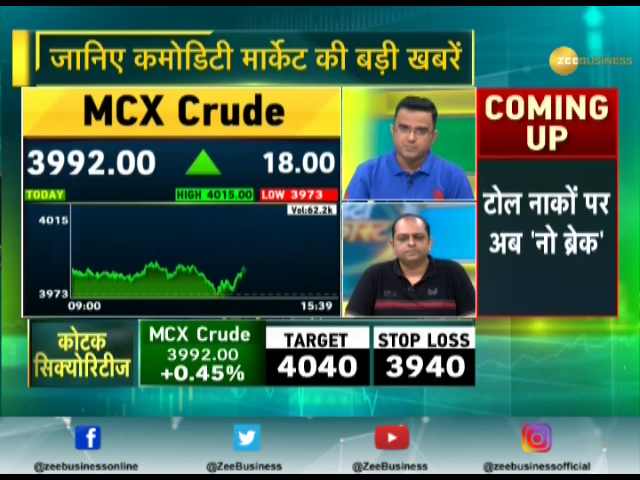 जानिए कमोडिटी मार्केट की बड़ी खबरें
ZEEBUSINESS
MCX Crude
3992.00
18.00
TODAY
HIGH 4015.00
LOW 3973
Vol:62.2k
4015
3973
09:00
15:39
COMING
UP
टोल नाकों पर
अब 'नो ब्रेक'
कोटक
सिक्योरिटीज
MCX Crude
3992.00
+0.45%
TARGET
4040
STOP LOSS
3940
@zeebusinessonline
@ZeeBusiness
@ZeeBusiness
@zeebusinessofficial